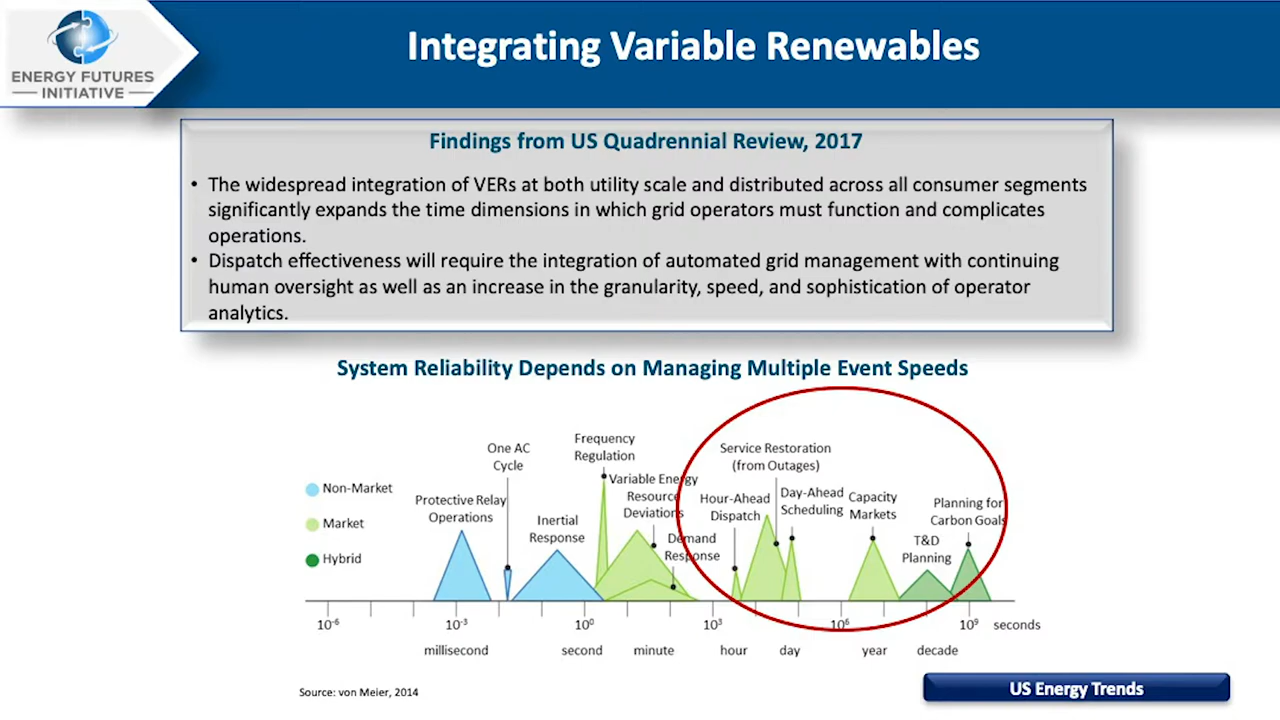 Integrating Variable Renewables
ENERGY FUTURES
INITIATIVE
Findings from US Quadrennial Review, 2017
• The widespread integration of VERs at both utility scale and distributed across all consumer segments
significantly expands the time dimensions in which grid operators must function and complicates
operations.
• Dispatch effectiveness will require the integration of automated grid management with continuing
human oversight as well as an increase in the granularity, speed, and sophistication of operator
analytics.
System Reliability Depends on Managing Multiple Event Speeds
Non-Market
Market
Hybrid
Protective Relay
Operations
One AC
Cycle
Inertial
Response
Frequency
Regulation
Variable Energy
Resource
Deviations
Demand
Response
Hour-Ahead
Dispatch
Service Restoration
(from Outages)
Day-Ahead
Scheduling
Capacity
Markets
T&D
Planning
Planning for
Carbon Goals
10⁻⁶ 10⁻³ 10⁰ 10³ 10⁶ 10⁹ seconds
millisecond second minute hour day year decade
Source: von Meier, 2014
US Energy Trends